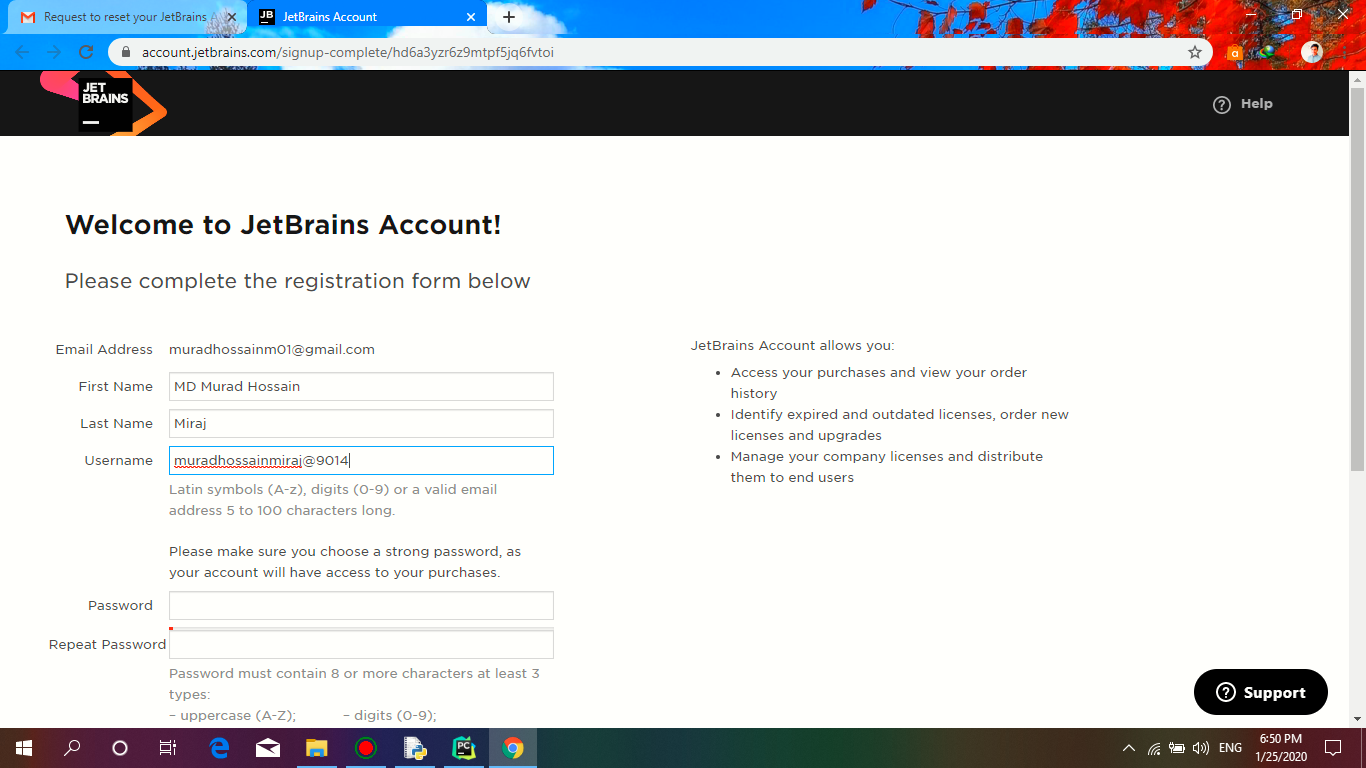 Request to reset your JetBrains
JB
JetBrains Account
account.jetbrains.com/signup-complete/hd6a3yzr6z9mtpf5jq6fvtoi
a
JET
BRAINS
Help
Welcome to JetBrains Account!
Please complete the registration form below
Email Address muradhossainm01@gmail.com
First Name MD Murad Hossain
Last Name Miraj
Username muradhossainmiraj@9014
Latin symbols (A-z), digits (0-9) or a valid email
address 5 to 100 characters long.
Please make sure you choose a strong password, as
your account will have access to your purchases.
Password
Repeat Password
Password must contain 8 or more characters at least 3
types:
– uppercase (A-Z); – digits (0-9);
JetBrains Account allows you:
• Access your purchases and view your order
history
• Identify expired and outdated licenses, order new
licenses and upgrades
• Manage your company licenses and distribute
them to end users
Support
PC
ENG
6:50 PM
1/25/2020